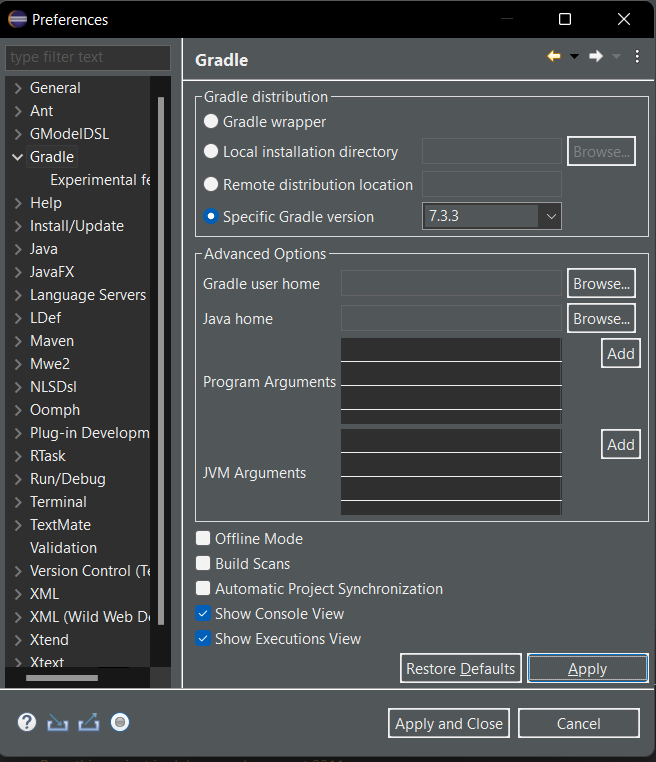 Preferences
type filter text
General
Ant
GModelDSL
Gradle
Experimental fe
Help
Install/Update
Java
JavaFX
Language Servers
LDef
Maven
Mwe2
NLSDsl
Oomph
Plug-in Developm
RTask
Run/Debug
Terminal
TextMate
Validation
Version Control (Te
XML
XML (Wild Web De
Xtend
Xtext
Gradle
Gradle distribution
Gradle wrapper
Local installation directory Browse...
Remote distribution location
Specific Gradle version 7.3.3
Advanced Options
Gradle user home Browse...
Java home Browse...
Program Arguments Add
JVM Arguments Add
Offline Mode
Build Scans
Automatic Project Synchronization
Show Console View
Show Executions View
Restore Defaults Apply
Apply and Close Cancel